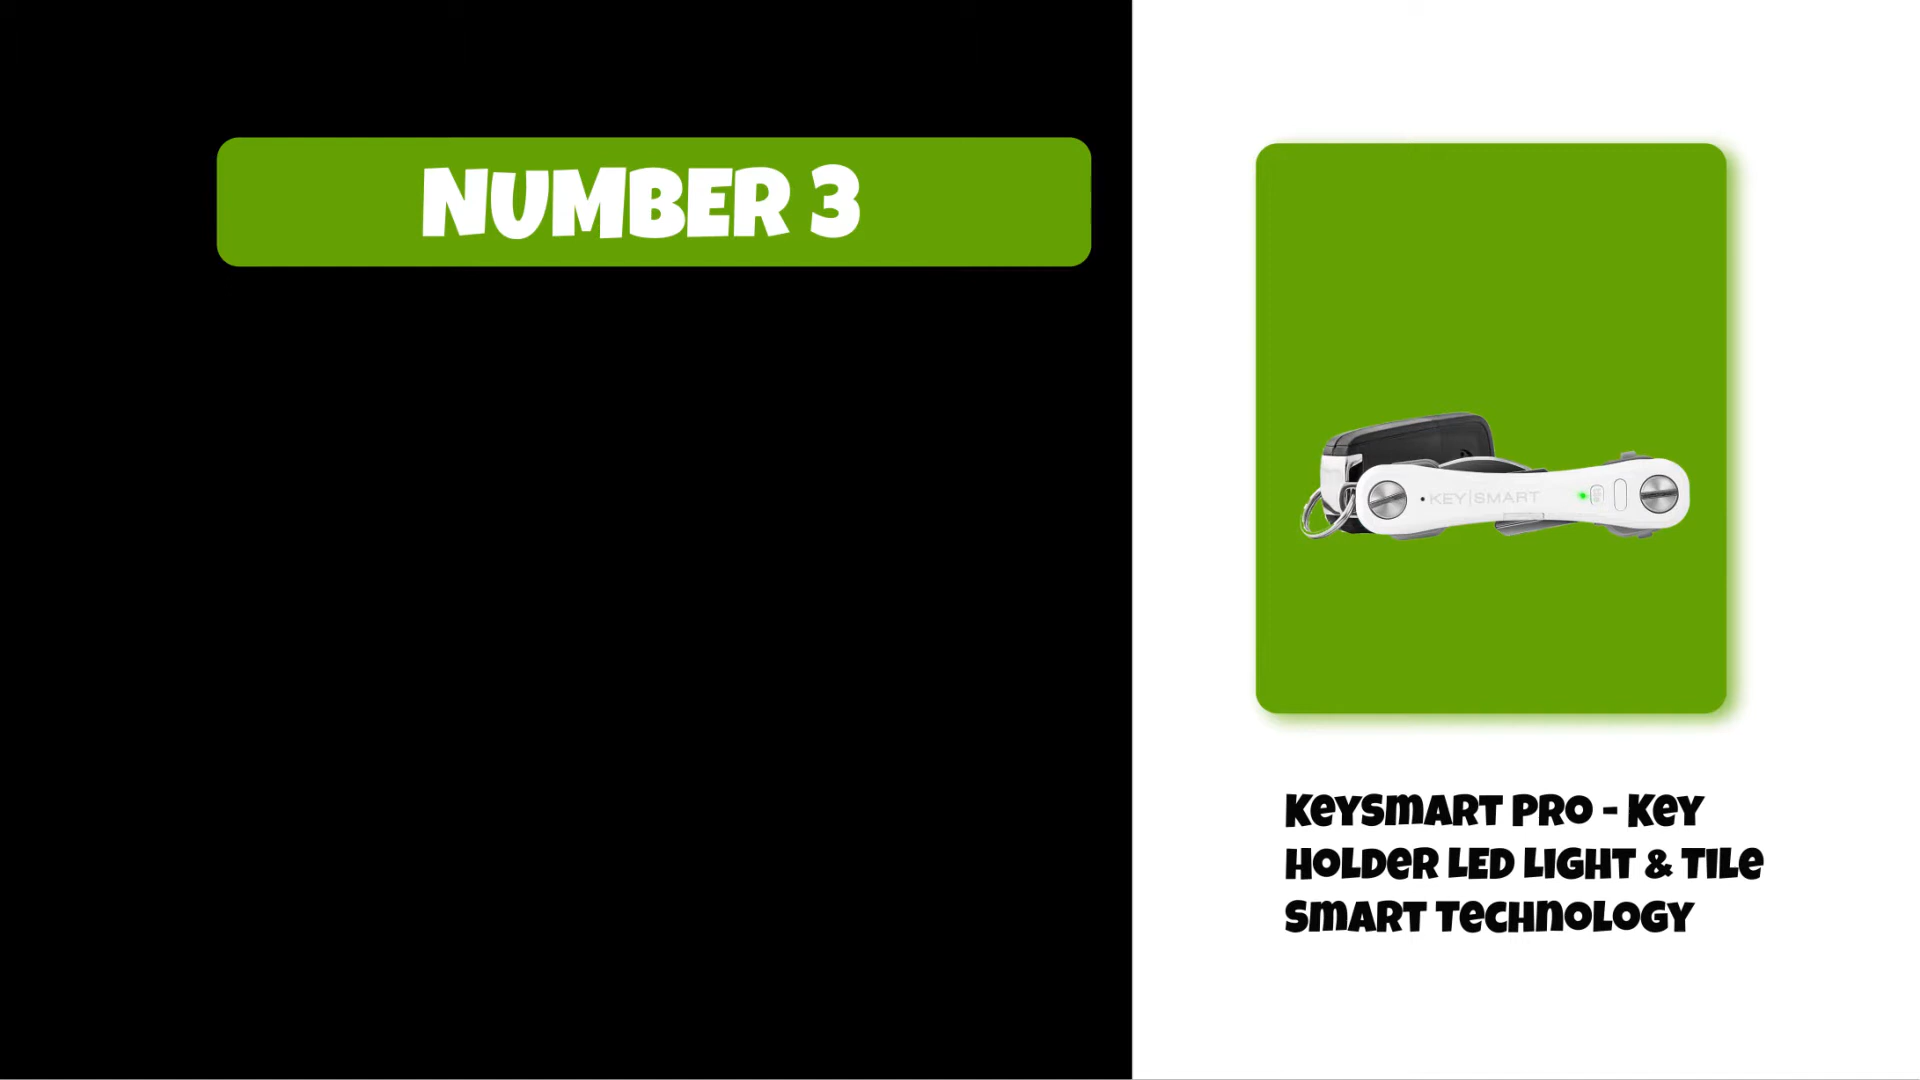 NUMBER 3
KEY|SMART
KeySmart Pro - Key
Holder LED Light & Tile
Smart Technology